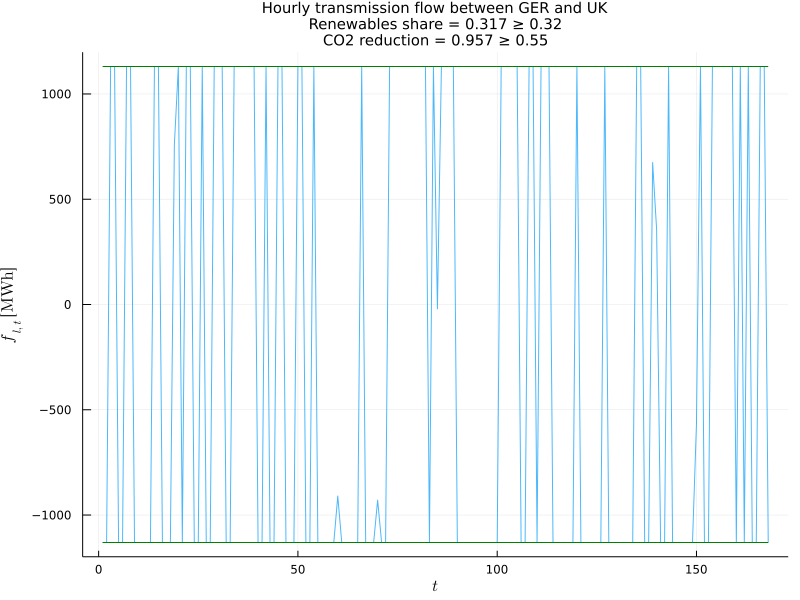 Hourly transmission flow between GER and UK
Renewables share = 0.317 ≥ 0.32
CO2 reduction = 0.957 ≥ 0.55
f l,t [MWh]
1000
500
0
−500
−1000
0
50
100
150
t